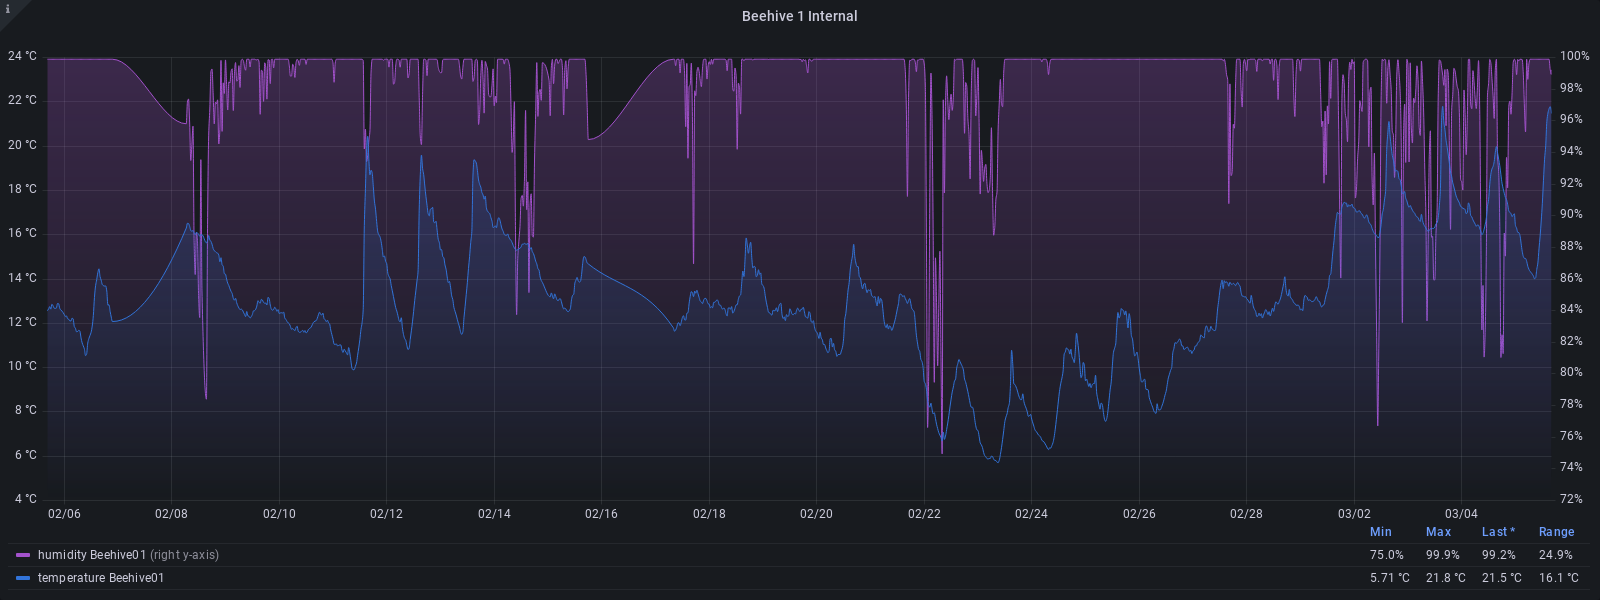 i
Beehive 1 Internal
24 °C 100%
22 °C 98%
20 °C 96%
18 °C 94%
16 °C 92%
14 °C 90%
12 °C 88%
10 °C 86%
8 °C 84%
6 °C 82%
4 °C 80%
78%
76%
74%
72%
02/06 02/08 02/10 02/12 02/14 02/16 02/18 02/20 02/22 02/24 02/26 02/28 03/02 03/04
Min Max Last * Range
humidity Beehive01 (right y-axis) 75.0% 99.9% 99.2% 24.9%
temperature Beehive01 5.71 °C 21.8 °C 21.5 °C 16.1 °C